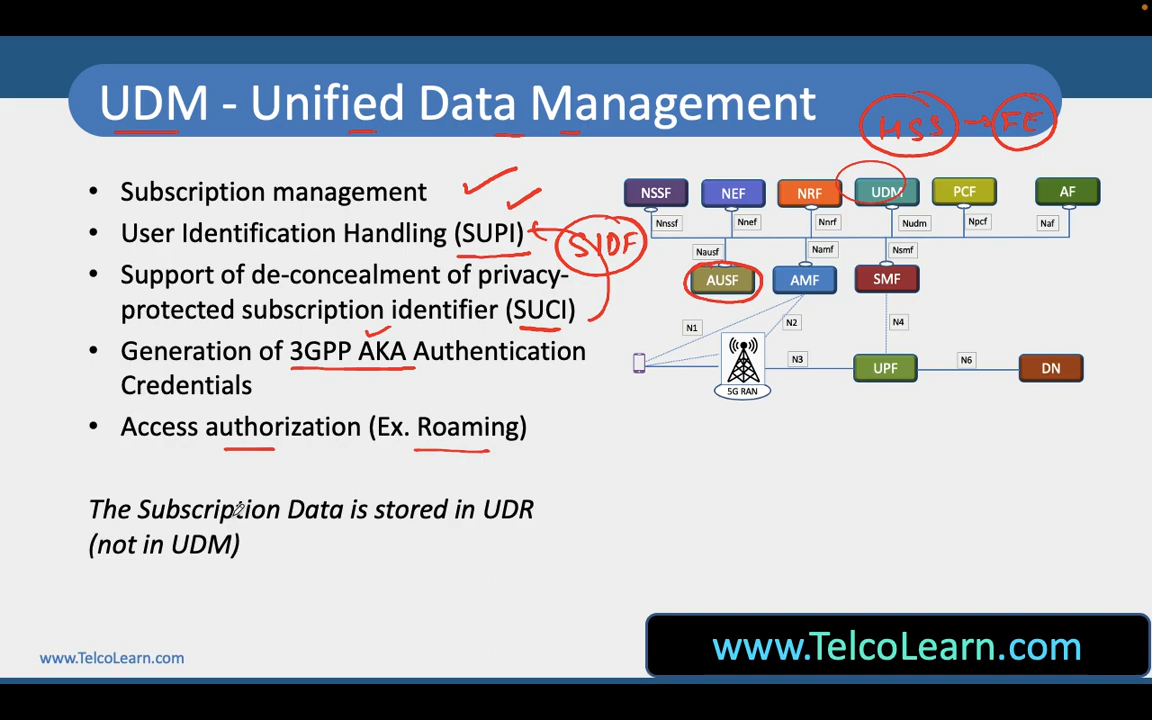 UDM - Unified Data Management
HSS → FE
• Subscription management
• User Identification Handling (SUPI)
SIDF
• Support of de-concealment of privacy-
protected subscription identifier (SUCI)
• Generation of 3GPP AKA Authentication
Credentials
• Access authorization (Ex. Roaming)
The Subscription Data is stored in UDR
(not in UDM)
NSSF NEF NRF UDM PCF AF
Nnssf Nnef Nnrf Nudm Npcf Naf
Nausf Namf Nsmf
AUSF AMF SMF
N1 N2 N4
N3 N6
UPF DN
5G RAN
www.TelcoLearn.com
www.TelcoLearn.com